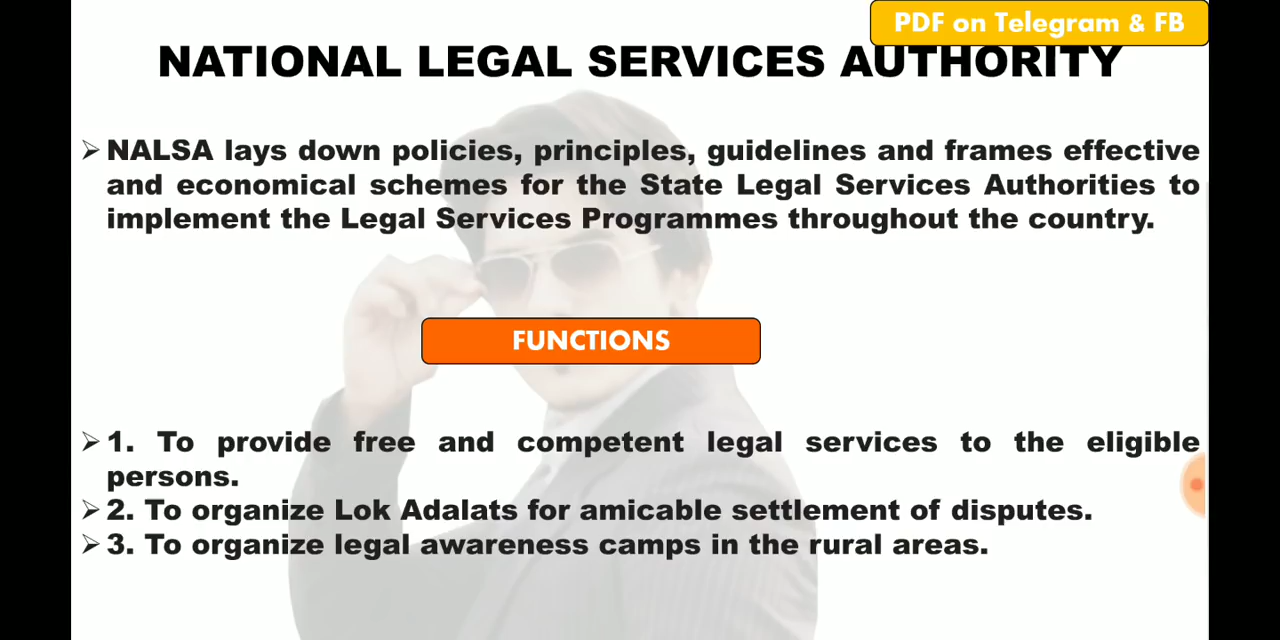 PDF on Telegram & FB
NATIONAL LEGAL SERVICES AUTHORITY
NALSA lays down policies, principles, guidelines and frames effective
and economical schemes for the State Legal Services Authorities to
implement the Legal Services Programmes throughout the country.
FUNCTIONS
1. To provide free and competent legal services to the eligible
persons.
2. To organize Lok Adalats for amicable settlement of disputes.
3. To organize legal awareness camps in the rural areas.